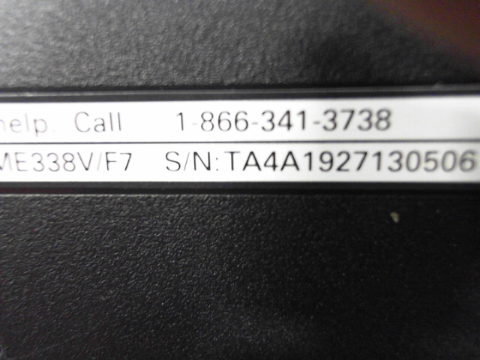 help Call 1-866-341-3738
ME338V/F7 S/N:TA4A1927130506